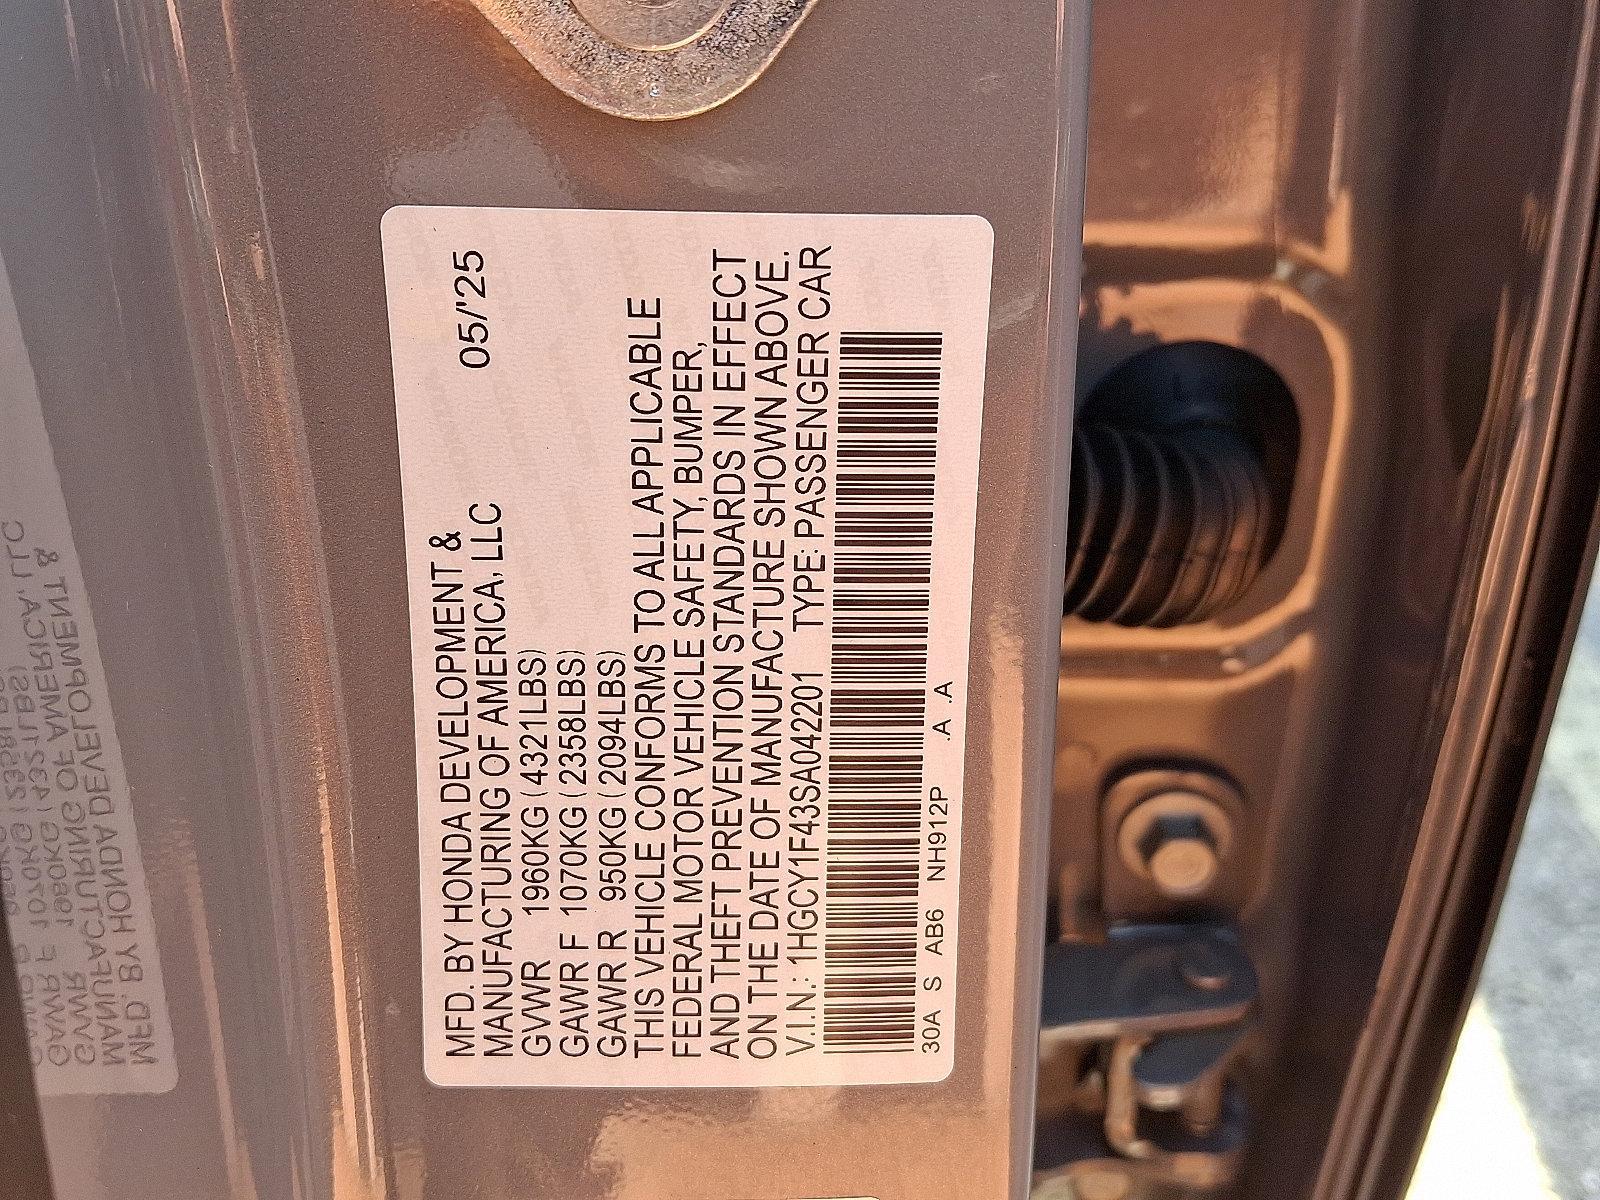 MFD. BY HONDA DEVELOPMENT & 05/'25
MANUFACTURING OF AMERICA, LLC
GVWR 1960KG (4321LBS)
GAWR F 1070KG (2358LBS)
GAWR R 950KG (2094LBS)
THIS VEHICLE CONFORMS TO ALL APPLICABLE
FEDERAL MOTOR VEHICLE SAFETY, BUMPER,
AND THEFT PREVENTION STANDARDS IN EFFECT
ON THE DATE OF MANUFACTURE SHOWN ABOVE.
V.I.N.: 1HGCY1F43SA042201 TYPE: PASSENGER CAR
30A S AB6 NH912P .A .A